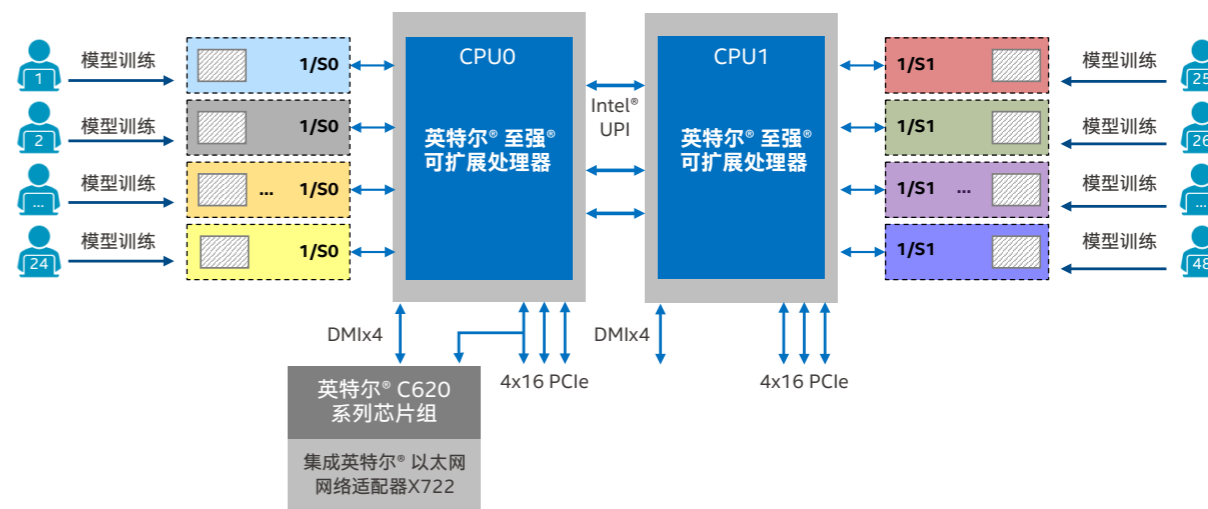 CPU0
CPU1
1
模型训练
1/S0
1/S1
模型训练
25
Intel®
UPI
2
模型训练
1/S0
英特尔® 至强®
可扩展处理器
英特尔® 至强®
可扩展处理器
1/S1
模型训练
26
...
模型训练
... 1/S0
1/S1 ...
模型训练
...
24
模型训练
1/S0
1/S1
模型训练
48
DMIx4
DMIx4
4x16 PCIe
4x16 PCIe
英特尔® C620
系列芯片组
集成英特尔® 以太网
网络适配器X722